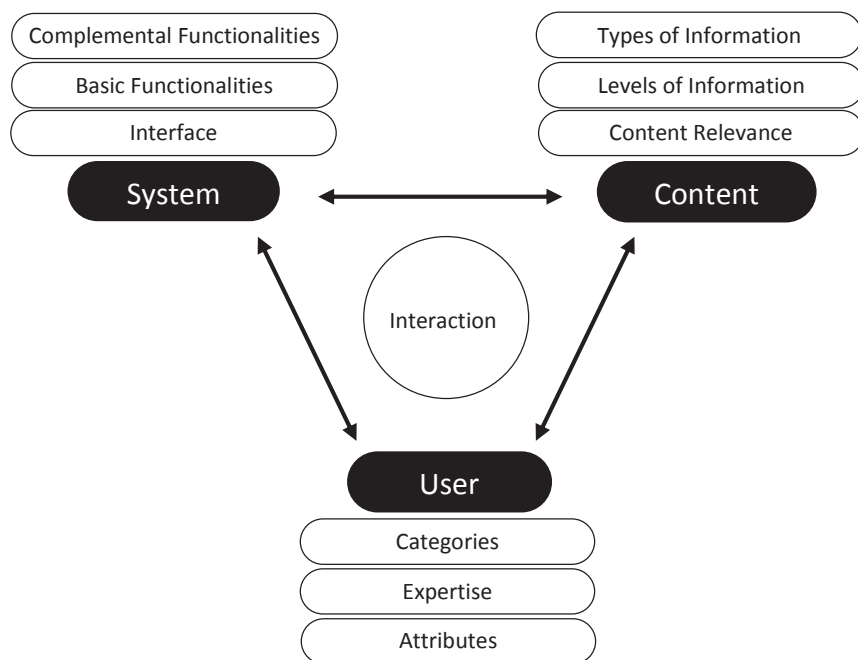 Complemental Functionalities
Basic Functionalities
Interface
System
Types of Information
Levels of Information
Content Relevance
Content
Interaction
User
Categories
Expertise
Attributes